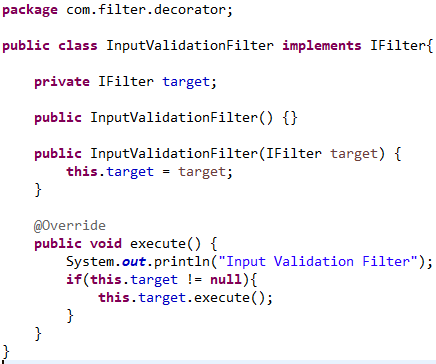 package com.filter.decorator;
public class InputValidationFilter implements IFilter{
private IFilter target;
public InputValidationFilter() {}
public InputValidationFilter(IFilter target) {
this.target = target;
}
@Override
public void execute() {
System.out.println("Input Validation Filter");
if(this.target != null){
this.target.execute();
}
}
}